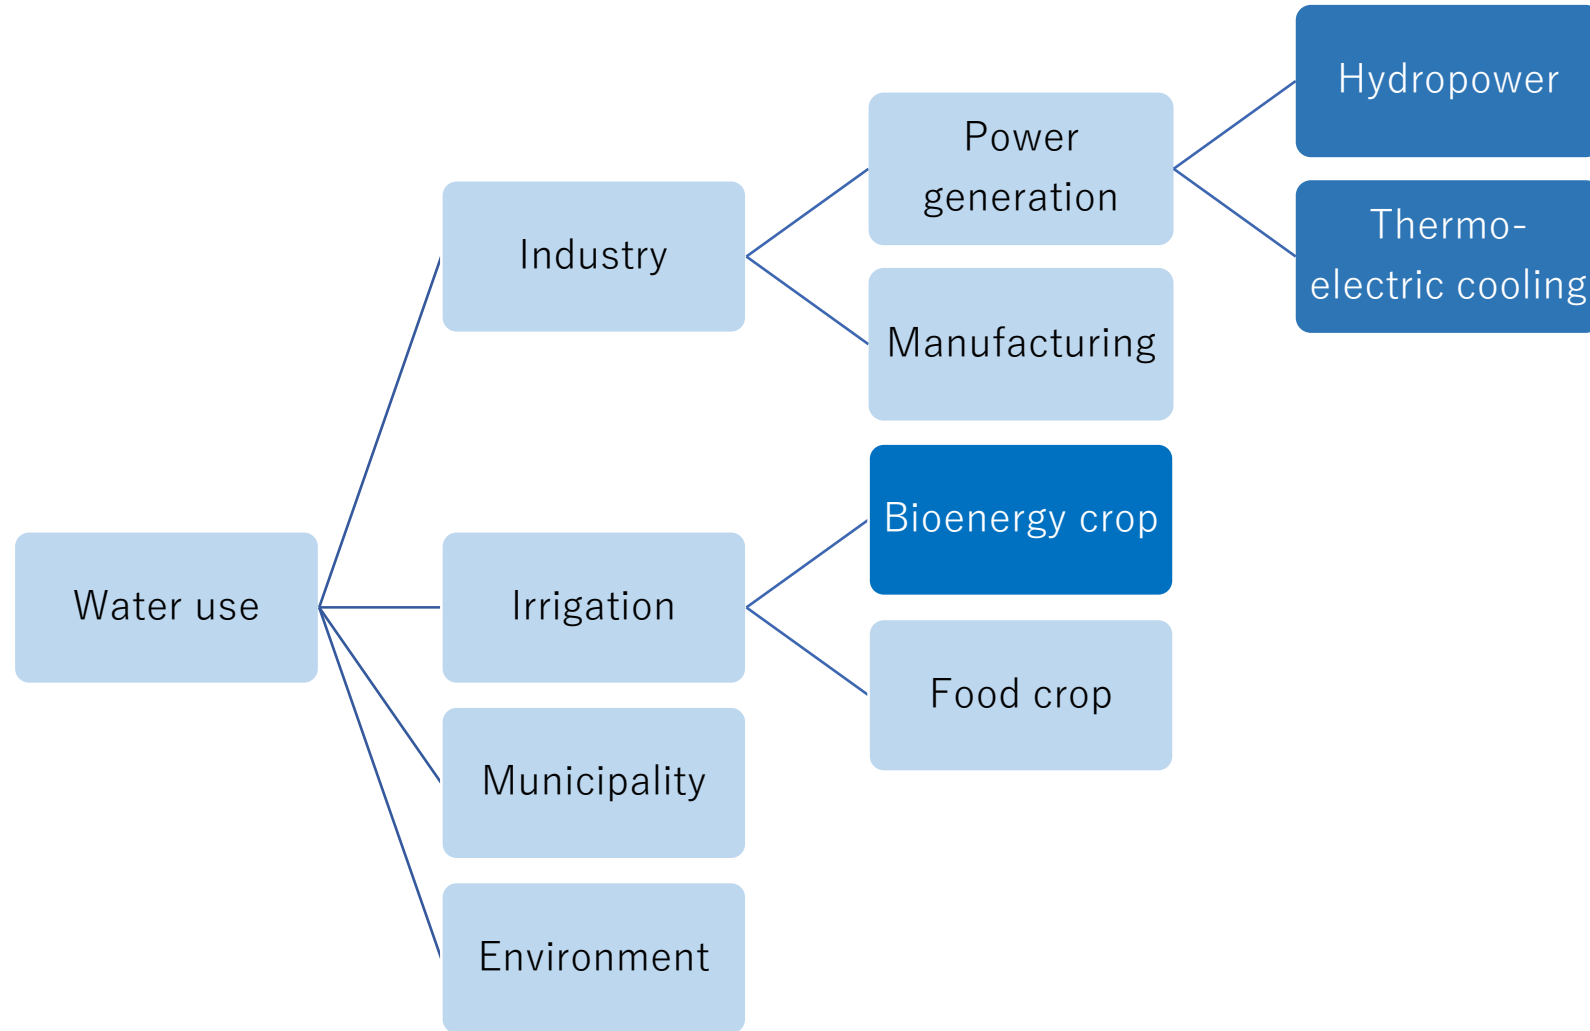 Hydropower
Power
generation
Thermo-
electric cooling
Industry
Manufacturing
Bioenergy crop
Water use
Irrigation
Food crop
Municipality
Environment